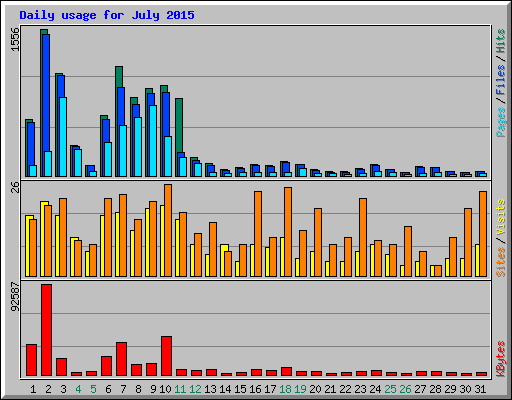 Daily usage for July 2015
1556
Pages / Files / Hits
26
Sites / Visits
92587
KBytes
1 2 3 4 5 6 7 8 9 10 11 12 13 14 15 16 17 18 19 20 21 22 23 24 25 26 27 28 29 30 31